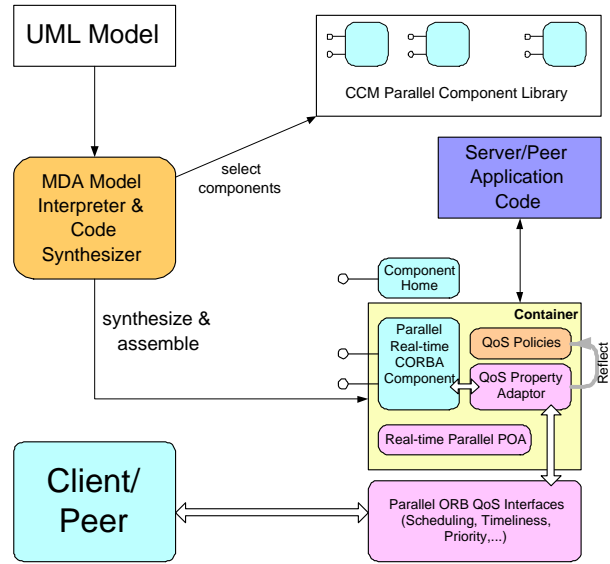 UML Model
CCM Parallel Component Library
select
components
MDA Model
Interpreter &
Code
Synthesizer
Server/Peer
Application
Code
Component
Home
synthesize &
assemble
Container
Parallel
Real-time
CORBA
Component
QoS Policies
QoS Property
Adaptor
Reflect
Real-time Parallel POA
Client/
Peer
Parallel ORB QoS Interfaces
(Scheduling, Timeliness,
Priority,...)